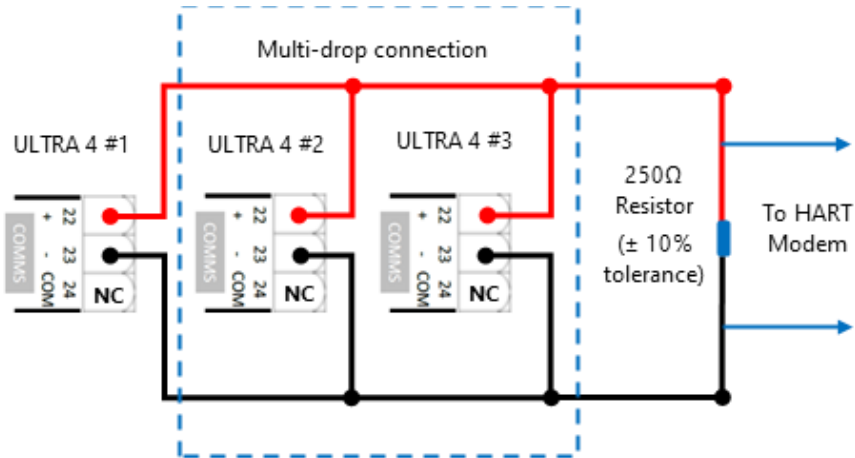 Multi-drop connection
ULTRA 4 #1
ULTRA 4 #2
ULTRA 4 #3
250Ω
Resistor
(± 10%
tolerance)
To HART
Modem
COMMS
+ 22
- 23
COM 24
NC
COMMS
+ 22
- 23
COM 24
NC
COMMS
+ 22
- 23
COM 24
NC